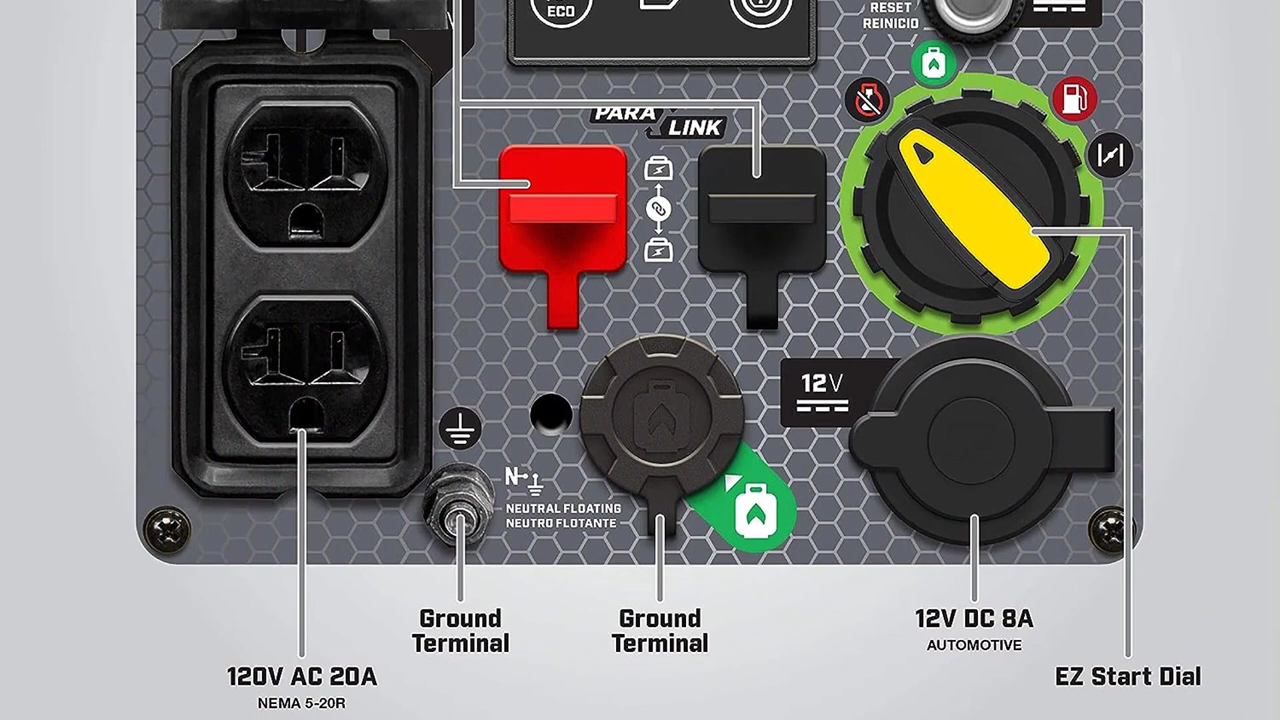 ECO
RESET
REINICIO
PARA
LINK
12V
N
NEUTRAL FLOATING
NEUTRO FLOTANTE
Ground
Terminal
Ground
Terminal
12V DC 8A
AUTOMOTIVE
120V AC 20A
NEMA 5-20R
EZ Start Dial